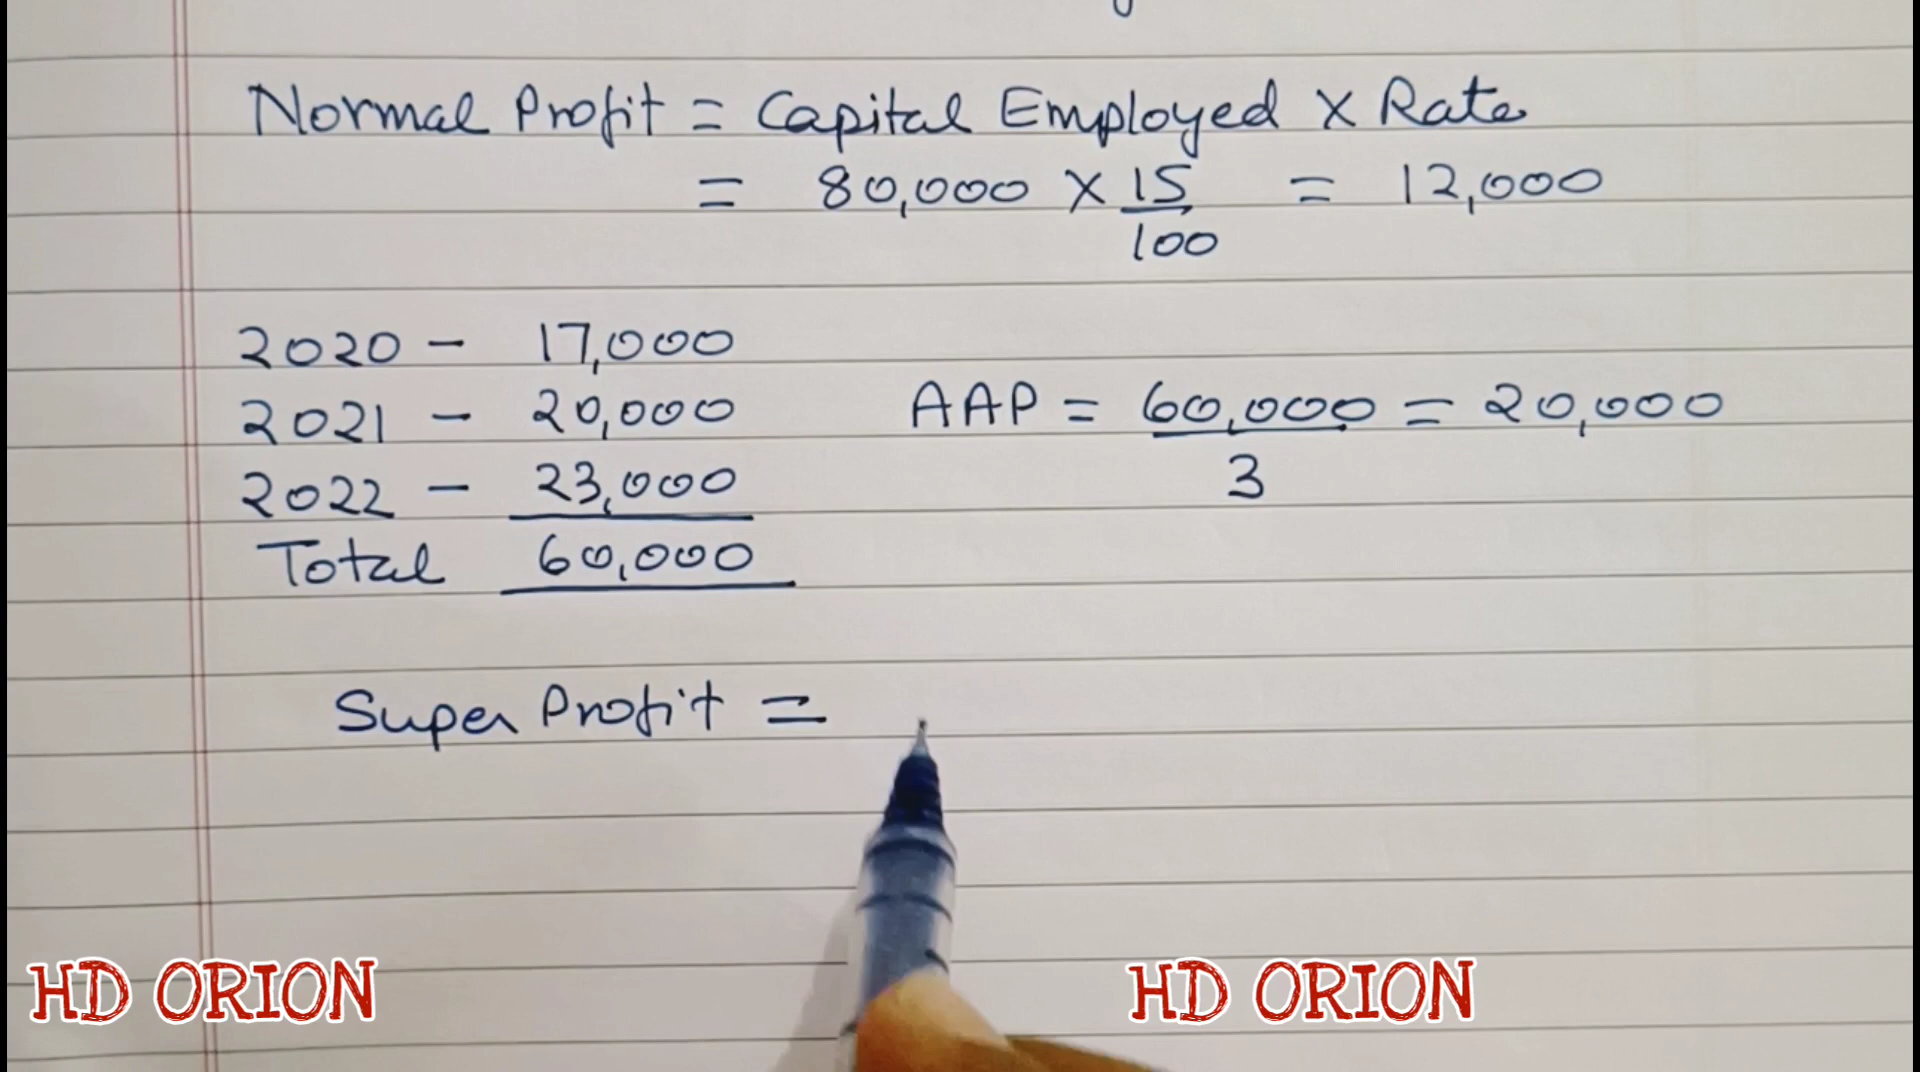 Normal Profit = Capital Employed X Rate
= 80,000 X 15/100 = 12,000
2020 - 17,000
2021 - 20,000
AAP = 60,000/3 = 20,000
2022 - 23,000
Total 60,000
Super Profit =
HD ORION
HD ORION